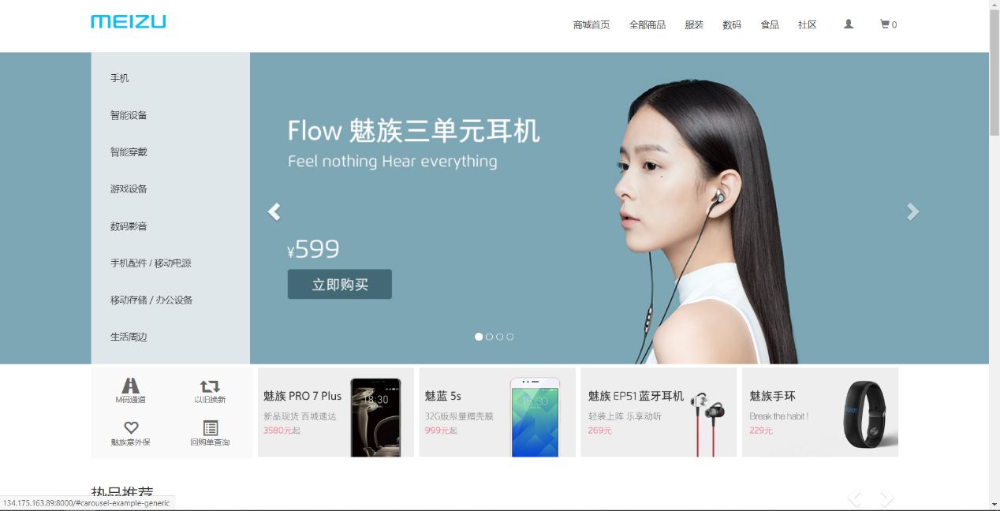 MEIZU
商城首页 全部商品 服装 数码 食品 社区 0
手机
智能设备
智能穿戴
游戏设备
数码影音
手机配件 / 移动电源
移动存储 / 办公设备
生活周边
Flow 魅族三单元耳机
Feel nothing Hear everything
¥599
立即购买
M码通道
以旧换新
魅族意外保
回购单查询
魅族 PRO 7 Plus
新品现货 百城速达
3580元起
18:30
魅蓝 5s
32G版限量赠壳膜
999元起
18:30
魅族 EP51 蓝牙耳机
轻装上阵 乐享动听
269元
魅族手环
Break the habit !
229元
热品推荐
134.175.163.89:8000/#carousel-example-generic